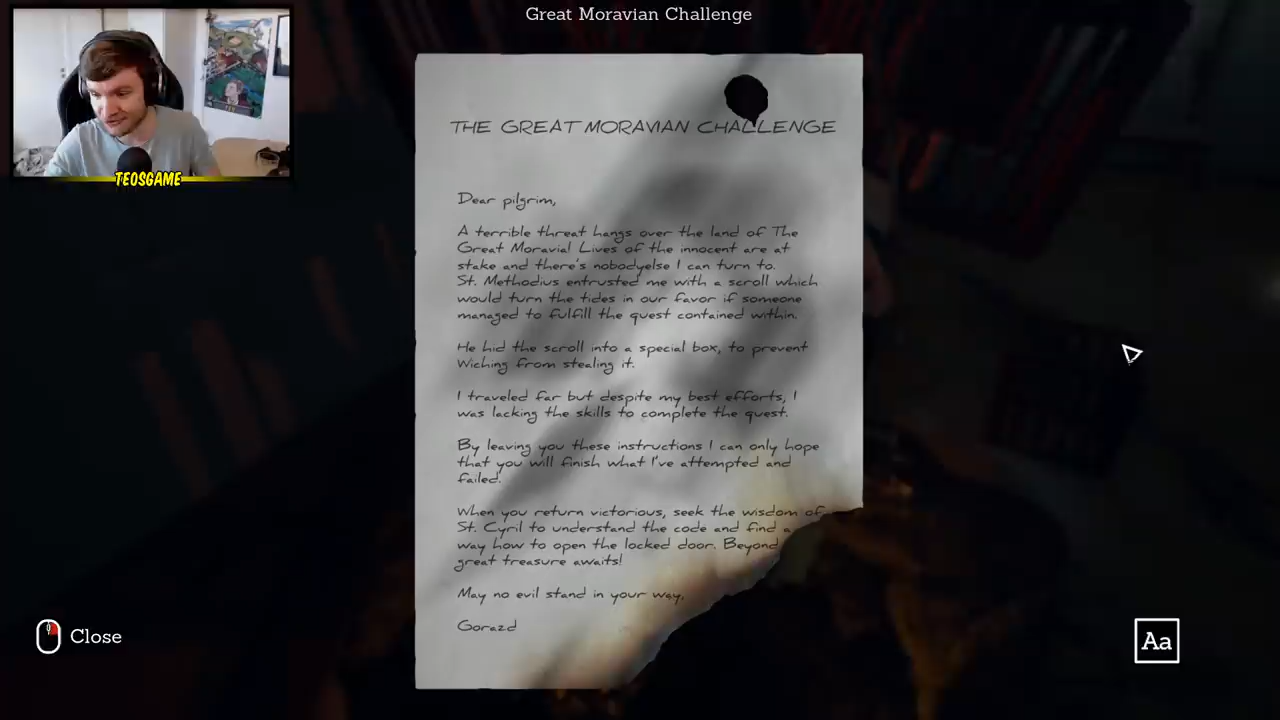 Great Moravian Challenge
TEOSGAME
THE GREAT MORAVIAN CHALLENGE
Dear pilgrim,
A terrible threat hangs over the land of The
Great Moravia! Lives of the innocent are at
stake and there's nobodyelse I can turn to.
St. Methodius entrusted me with a scroll which
would turn the tides in our favor if someone
managed to fulfill the quest contained within.
He hid the scroll into a special box, to prevent
Wiching from stealing it.
I traveled far but despite my best efforts, I
was lacking the skills to complete the quest.
By leaving you these instructions I can only hope
that you will finish what I've attempted and
failed.
When you return victorious, seek the wisdom of
St. Cyril to understand the code and find a
way how to open the locked door. Beyond
great treasure awaits!
May no evil stand in your way,
Gorazd
Close
Aa